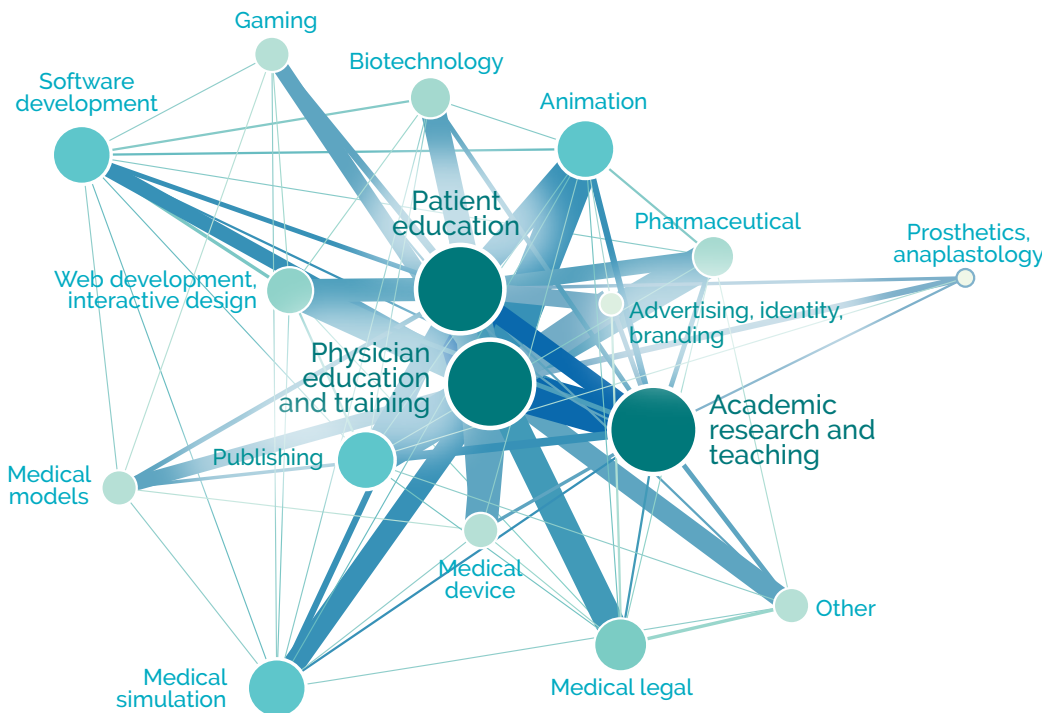 Gaming
Biotechnology
Software
development
Animation
Patient
education
Pharmaceutical
Prosthetics,
anaplastology
Web development,
interactive design
Advertising, identity,
branding
Physician
education
and training
Academic
research and
teaching
Publishing
Medical
models
Medical
device
Other
Medical
simulation
Medical legal